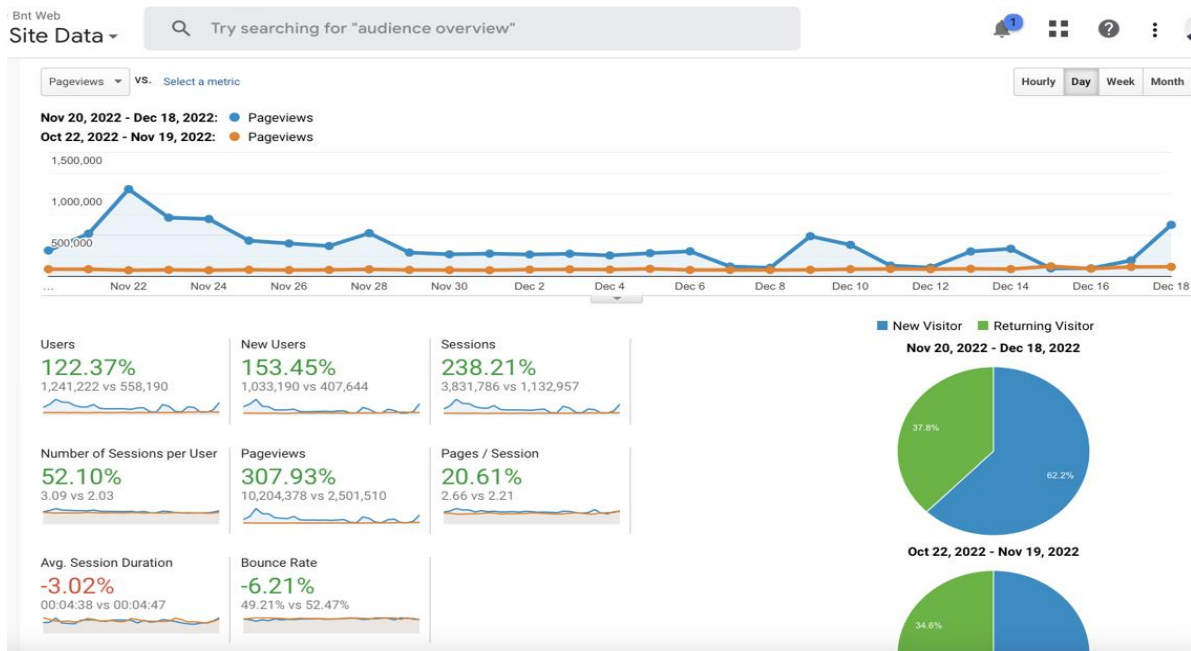 Bnt Web
Site Data
Try searching for "audience overview"
1
Pageviews VS. Select a metric
Hourly Day Week Month
Nov 20, 2022 - Dec 18, 2022: Pageviews
Oct 22, 2022 - Nov 19, 2022: Pageviews
1,500,000
1,000,000
500,000
... Nov 22 Nov 24 Nov 26 Nov 28 Nov 30 Dec 2 Dec 4 Dec 6 Dec 8 Dec 10 Dec 12 Dec 14 Dec 16 Dec 18
New Visitor Returning Visitor
Nov 20, 2022 - Dec 18, 2022
37.8%
62.2%
Oct 22, 2022 - Nov 19, 2022
34.6%
Users
122.37%
1,241,222 vs 558,190
New Users
153.45%
1,033,190 vs 407,644
Sessions
238.21%
3,831,786 vs 1,132,957
Number of Sessions per User
52.10%
3.09 vs 2.03
Pageviews
307.93%
10,204,378 vs 2,501,510
Pages / Session
20.61%
2.66 vs 2.21
Avg. Session Duration
-3.02%
00:04:38 vs 00:04:47
Bounce Rate
-6.21%
49.21% vs 52.47%